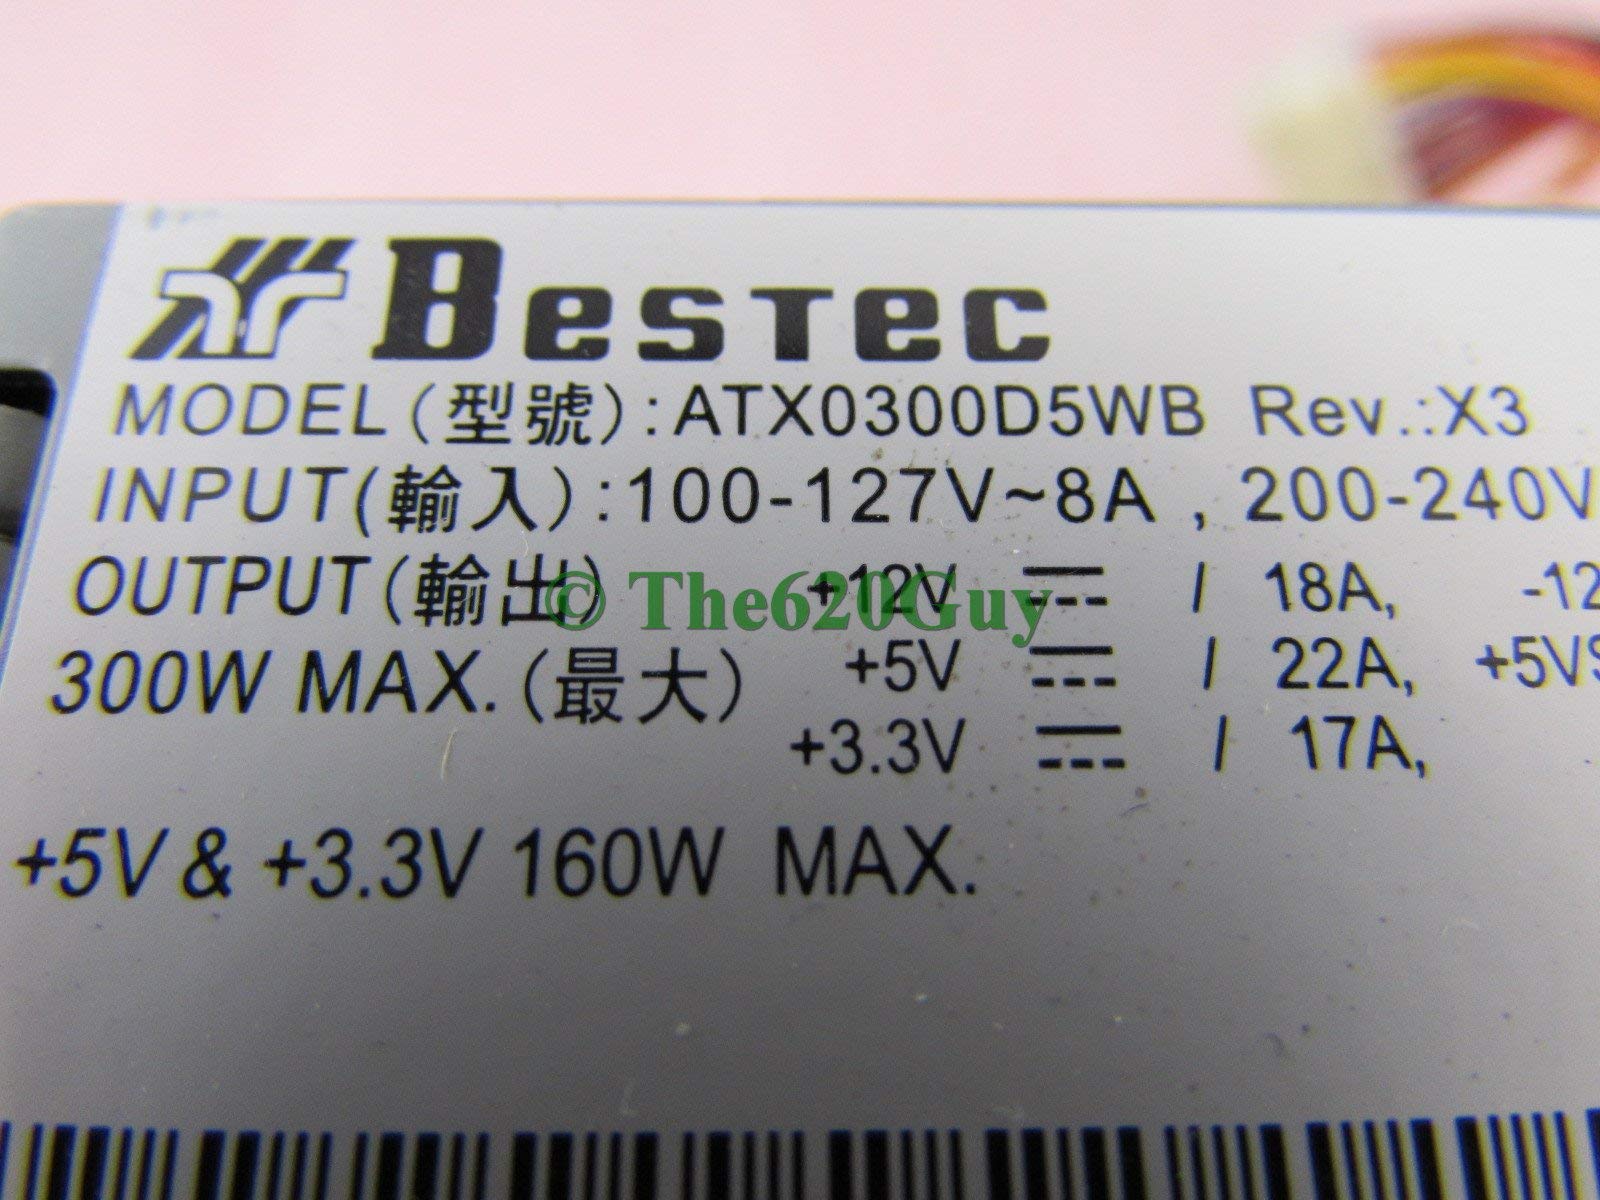 BESTEC
MODEL(型號):ATX0300D5WB Rev.:X3
INPUT(輸入):100-127V~8A , 200-240V
OUTPUT(輸出) +12V ⎓ / 18A, -12
© The620Guy
300W MAX.(最大) +5V ⎓ / 22A, +5VS
+3.3V ⎓ / 17A,
+5V & +3.3V 160W MAX.